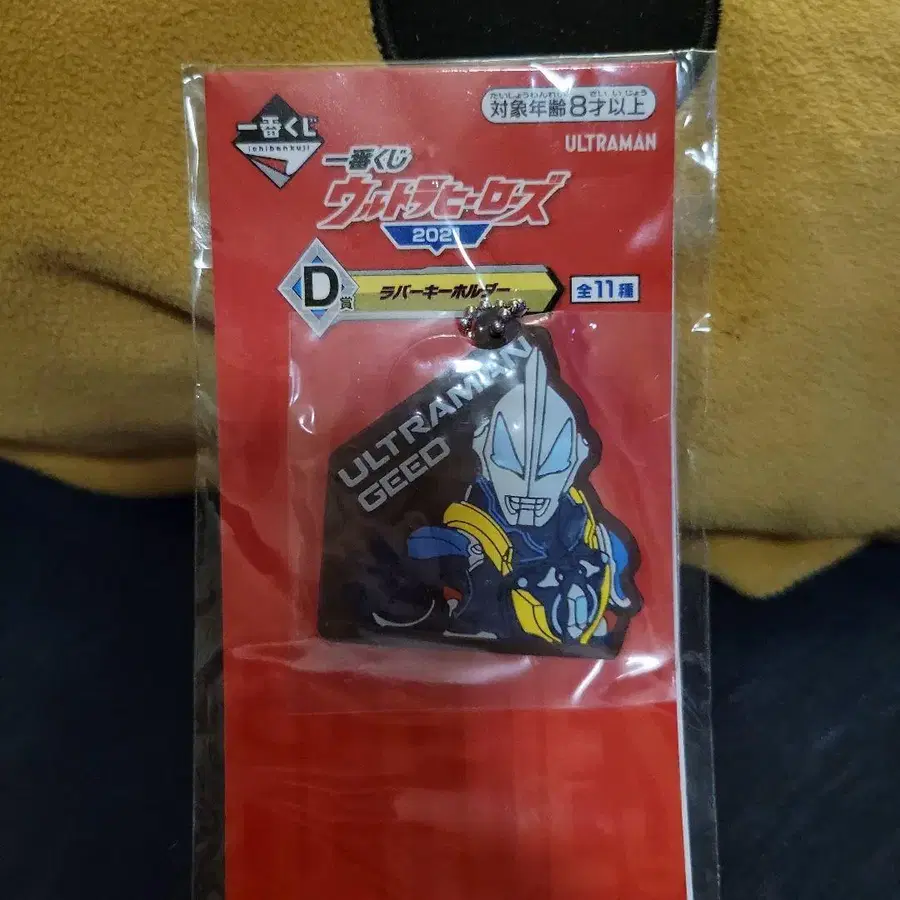 一番くじ
ichibankuji
たいしょうねんれい さいいじょう
対象年齢8才以上
ULTRAMAN
一番くじ
ウルトラヒーローズ
2021
D賞
ラバーキーホルダー
全11種
ULTRAMAN
GEED